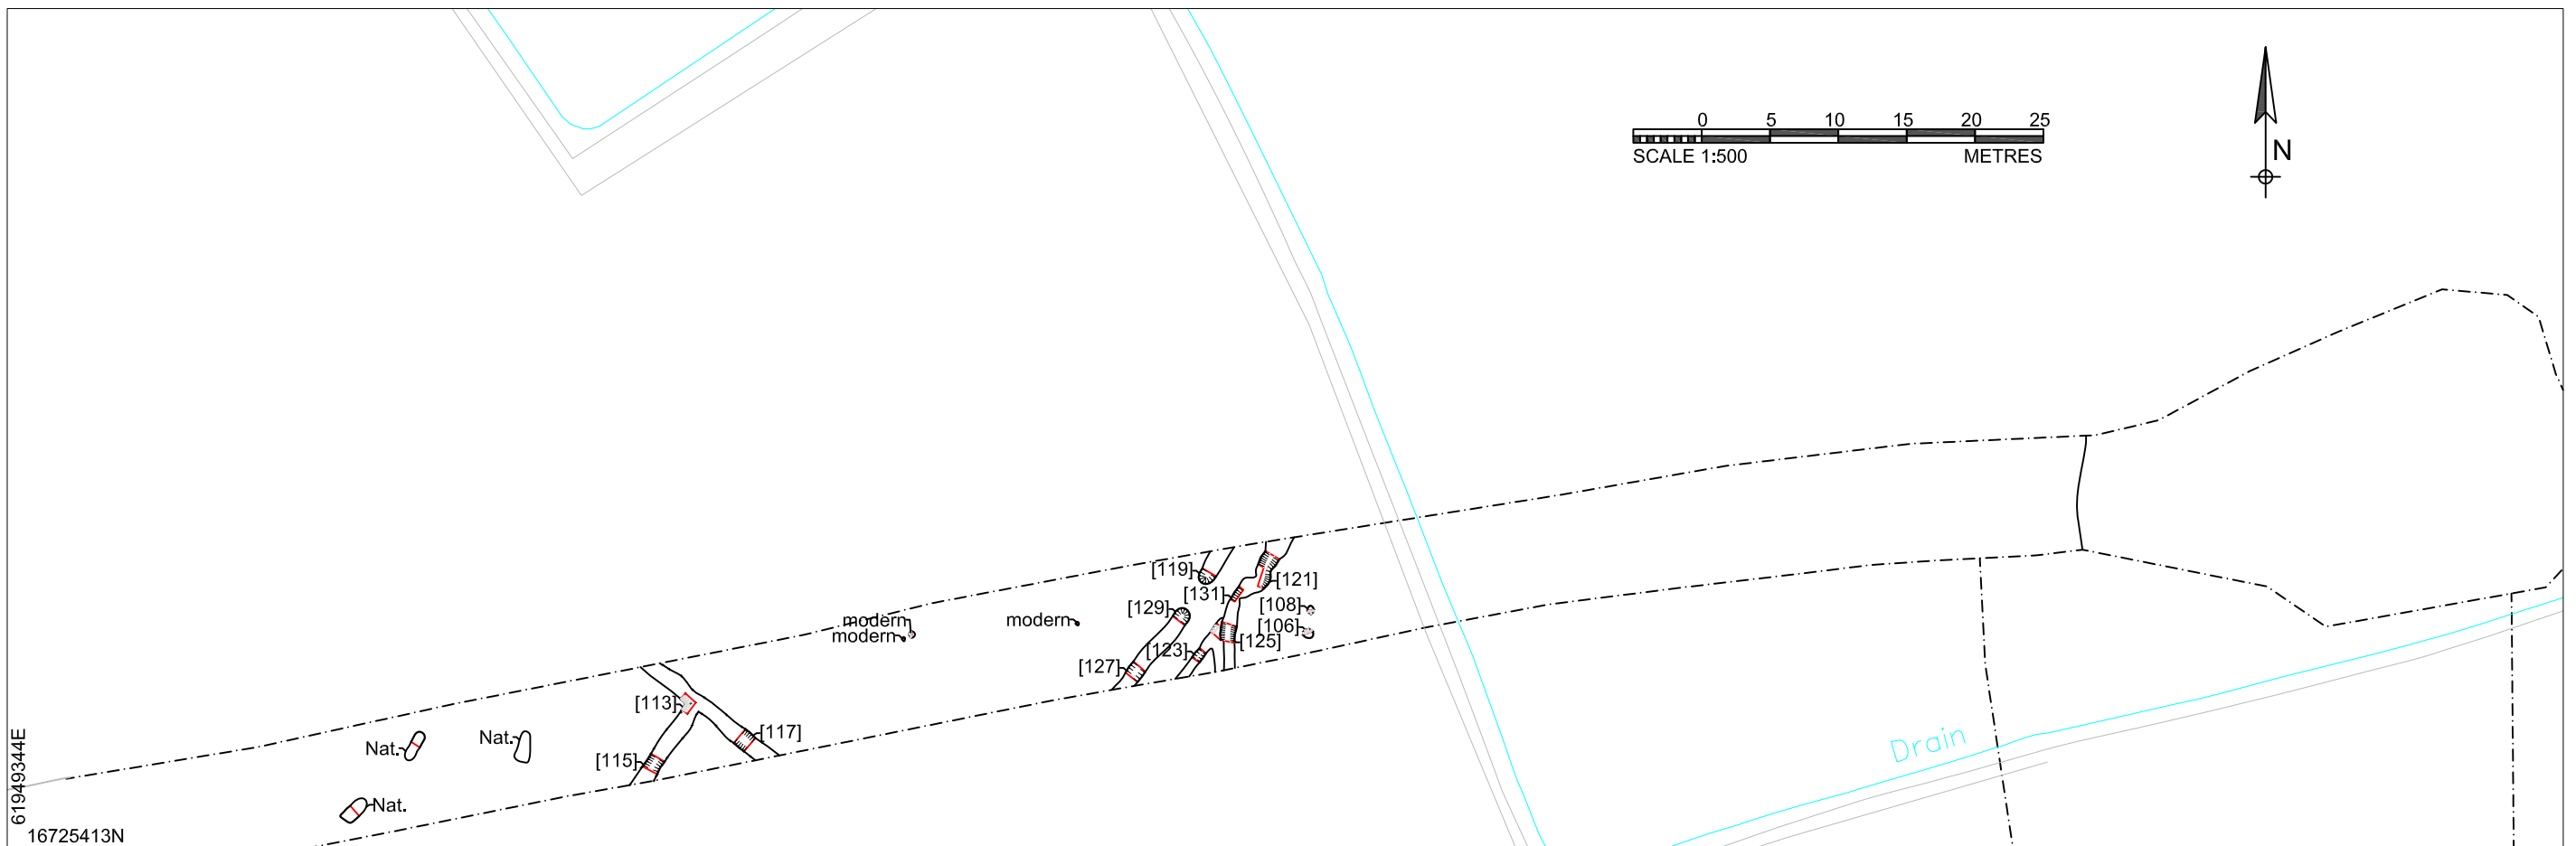 0 5 10 15 20 25
SCALE 1:500 METRES
N
[119]
[121]
[131]
[108]
[129]
[106]
modern
modern
modern
[125]
[123]
[127]
[113]
[117]
Nat.
Nat.
[115]
Nat.
Drain
61949344E
16725413N